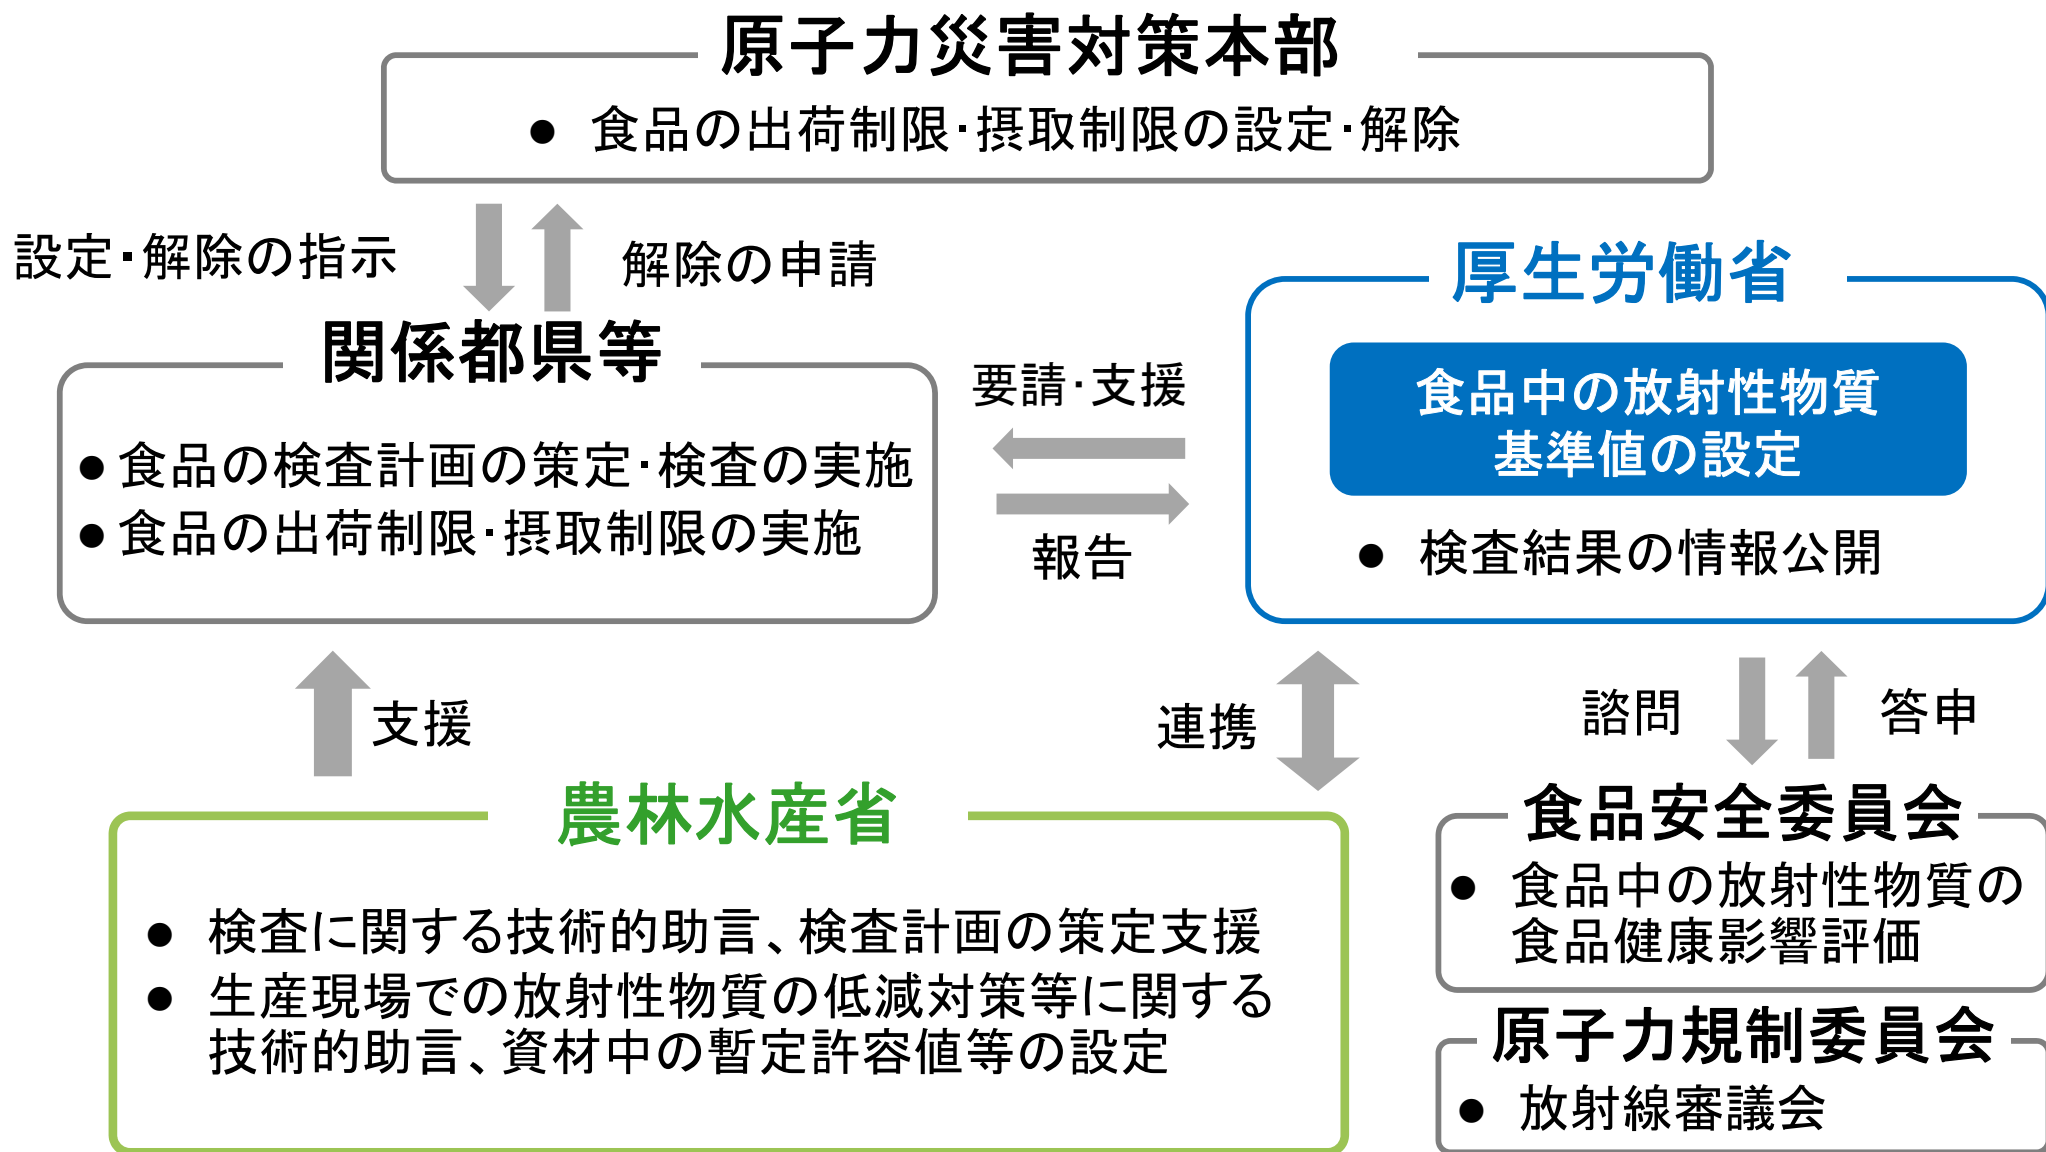 原子力災害対策本部
● 食品の出荷制限・摂取制限の設定・解除
設定・解除の指示
解除の申請
関係都県等
● 食品の検査計画の策定・検査の実施
● 食品の出荷制限・摂取制限の実施
要請・支援
報告
厚生労働省
食品中の放射性物質
基準値の設定
● 検査結果の情報公開
支援
連携
諮問
答申
農林水産省
● 検査に関する技術的助言、検査計画の策定支援
● 生産現場での放射性物質の低減対策等に関する
技術的助言、資材中の暫定許容値等の設定
食品安全委員会
● 食品中の放射性物質の
食品健康影響評価
原子力規制委員会
● 放射線審議会